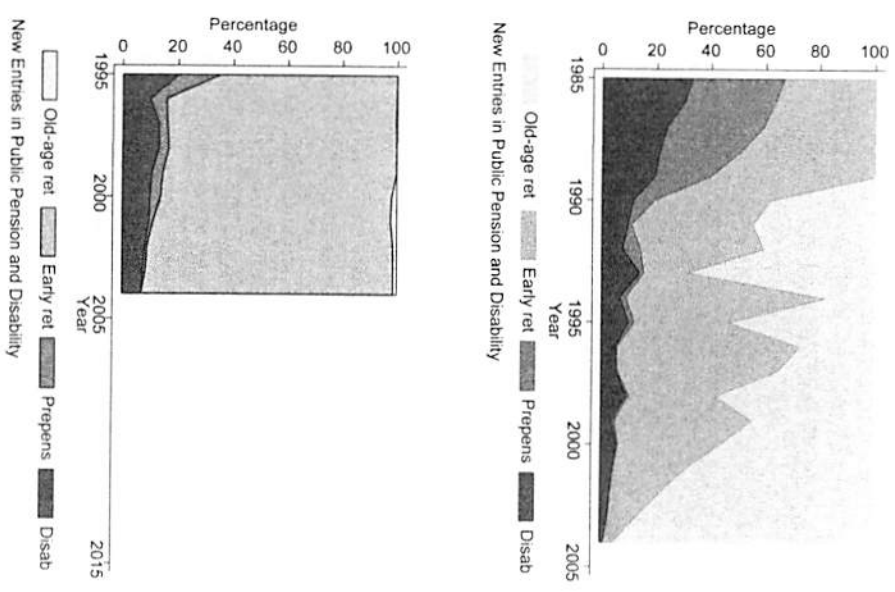 Percentage
0 20 40 60 80 100
1985 1990 1995 2000 2005
Year
Old-age ret Early ret Prepens Disab
New Entries in Public Pension and Disability
Percentage
0 20 40 60 80 100
1995 2000 2005 2015
Year
Old-age ret Early ret Prepens Disab
New Entries in Public Pension and Disability